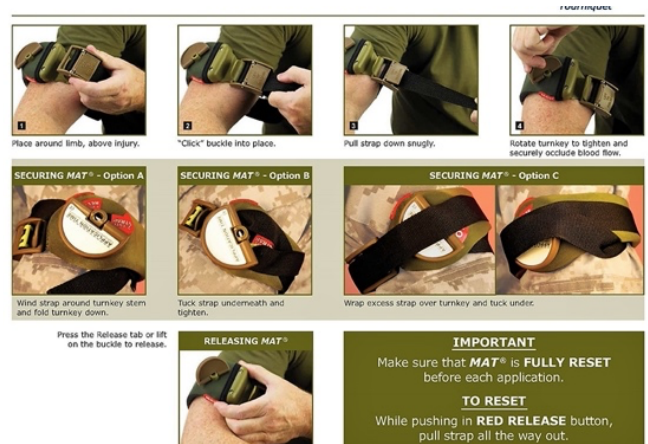 Tourniquet
1
2
3
4
Place around limb, above injury.
"Click" buckle into place.
Pull strap down snugly.
Rotate turnkey to tighten and
securely occlude blood flow.
SECURING MAT® - Option A
SECURING MAT® - Option B
SECURING MAT® - Option C
Wind strap around turnkey stem
and fold turnkey down.
Tuck strap underneath and
tighten.
Wrap excess strap over turnkey and tuck under.
Press the Release tab or lift
on the buckle to release.
RELEASING MAT®
IMPORTANT
Make sure that MAT® is FULLY RESET
before each application.
TO RESET
While pushing in RED RELEASE button,
pull strap all the way out.